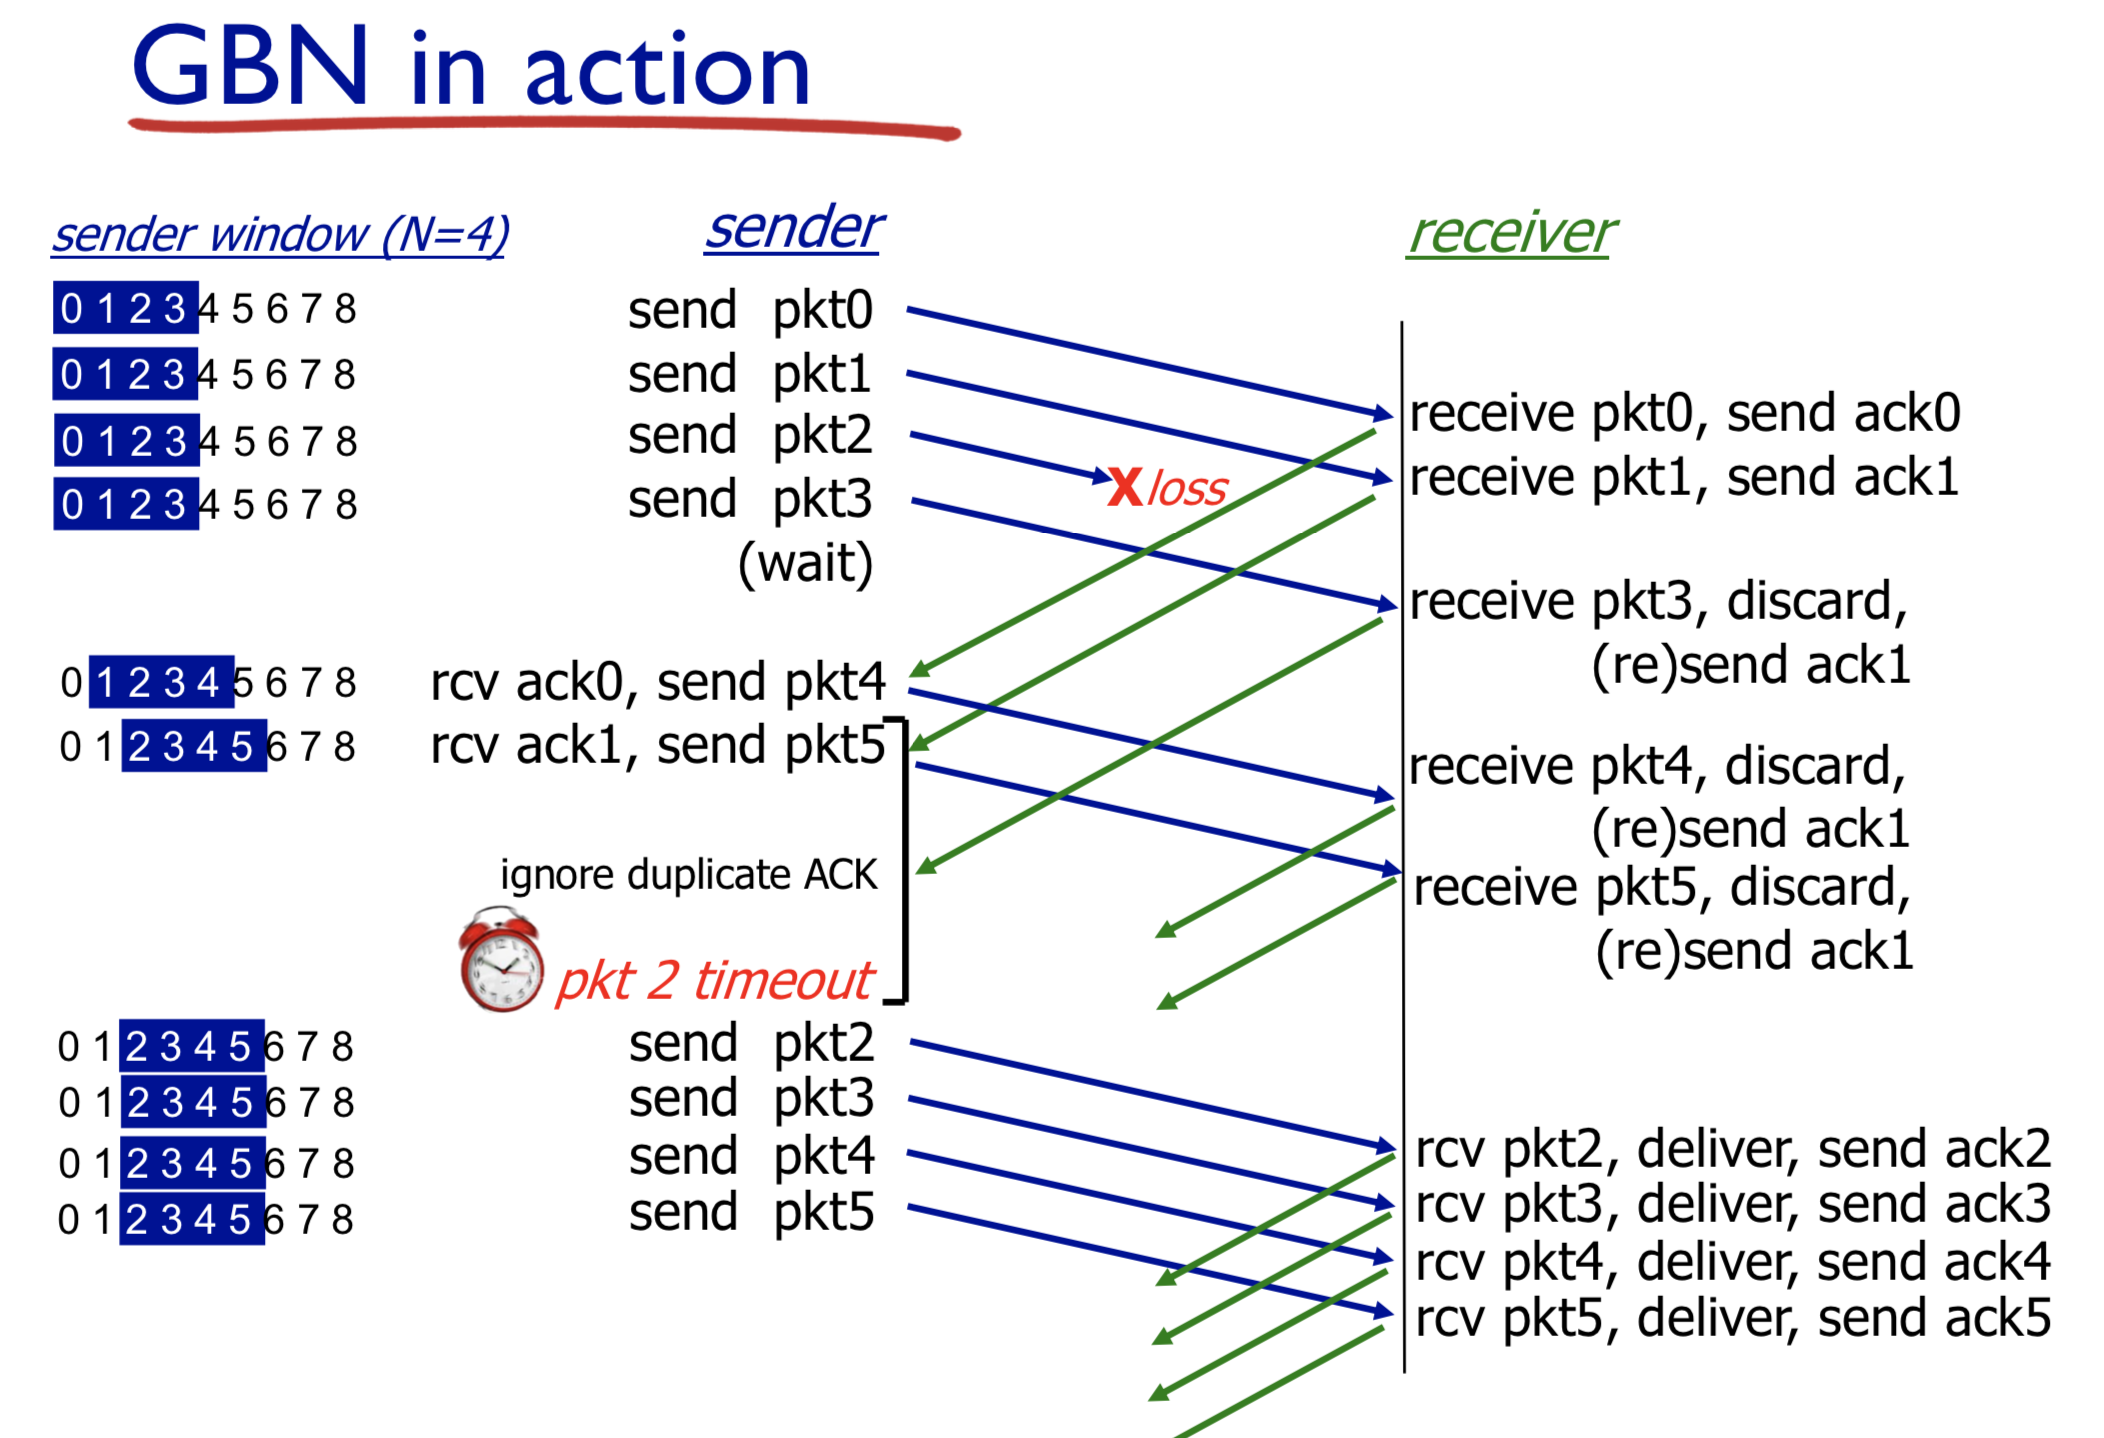 GBN in action
sender window (N=4)
sender
receiver
0 1 2 3 4 5 6 7 8
send pkt0
0 1 2 3 4 5 6 7 8
send pkt1
receive pkt0, send ack0
0 1 2 3 4 5 6 7 8
send pkt2
X loss
receive pkt1, send ack1
0 1 2 3 4 5 6 7 8
send pkt3
(wait)
receive pkt3, discard,
(re)send ack1
0 1 2 3 4 5 6 7 8
rcv ack0, send pkt4
0 1 2 3 4 5 6 7 8
rcv ack1, send pkt5
receive pkt4, discard,
(re)send ack1
ignore duplicate ACK
receive pkt5, discard,
(re)send ack1
pkt 2 timeout
0 1 2 3 4 5 6 7 8
send pkt2
0 1 2 3 4 5 6 7 8
send pkt3
0 1 2 3 4 5 6 7 8
send pkt4
rcv pkt2, deliver, send ack2
0 1 2 3 4 5 6 7 8
send pkt5
rcv pkt3, deliver, send ack3
rcv pkt4, deliver, send ack4
rcv pkt5, deliver, send ack5